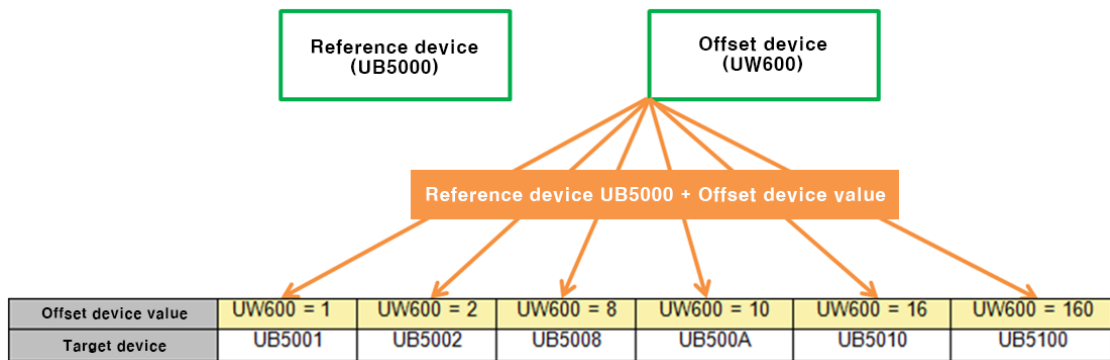 Reference device
(UB5000)
Offset device
(UW600)
Reference device UB5000 + Offset device value
Offset device value UW600 = 1 UW600 = 2 UW600 = 8 UW600 = 10 UW600 = 16 UW600 = 160
Target device UB5001 UB5002 UB5008 UB500A UB5010 UB5100